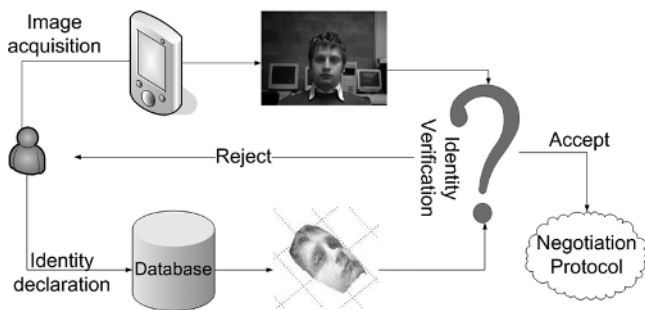 Image
acquisition
Reject
Identity
Verification
Accept
Identity
declaration
Database
Negotiation
Protocol